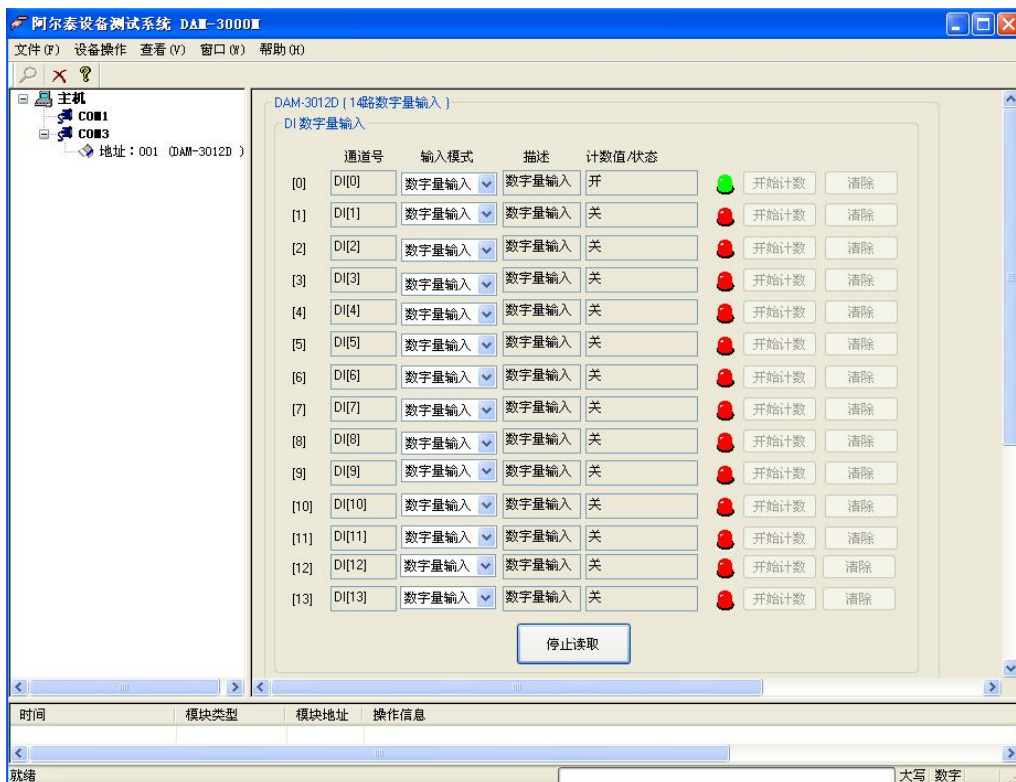 阿尔泰设备测试系统 DAM-3000M
文件(F) 设备操作 查看(V) 窗口(W) 帮助(H)
主机
COM1
COM3
地址：001 (DAM-3012D )
DAM-3012D ( 14路数字量输入 )
DI 数字量输入
通道号 输入模式 描述 计数值/状态
[0] DI[0] 数字量输入 数字量输入 开 开始计数 清除
[1] DI[1] 数字量输入 数字量输入 关 开始计数 清除
[2] DI[2] 数字量输入 数字量输入 关 开始计数 清除
[3] DI[3] 数字量输入 数字量输入 关 开始计数 清除
[4] DI[4] 数字量输入 数字量输入 关 开始计数 清除
[5] DI[5] 数字量输入 数字量输入 关 开始计数 清除
[6] DI[6] 数字量输入 数字量输入 关 开始计数 清除
[7] DI[7] 数字量输入 数字量输入 关 开始计数 清除
[8] DI[8] 数字量输入 数字量输入 关 开始计数 清除
[9] DI[9] 数字量输入 数字量输入 关 开始计数 清除
[10] DI[10] 数字量输入 数字量输入 关 开始计数 清除
[11] DI[11] 数字量输入 数字量输入 关 开始计数 清除
[12] DI[12] 数字量输入 数字量输入 关 开始计数 清除
[13] DI[13] 数字量输入 数字量输入 关 开始计数 清除
停止读取
时间 模块类型 模块地址 操作信息
就绪 大写 数字